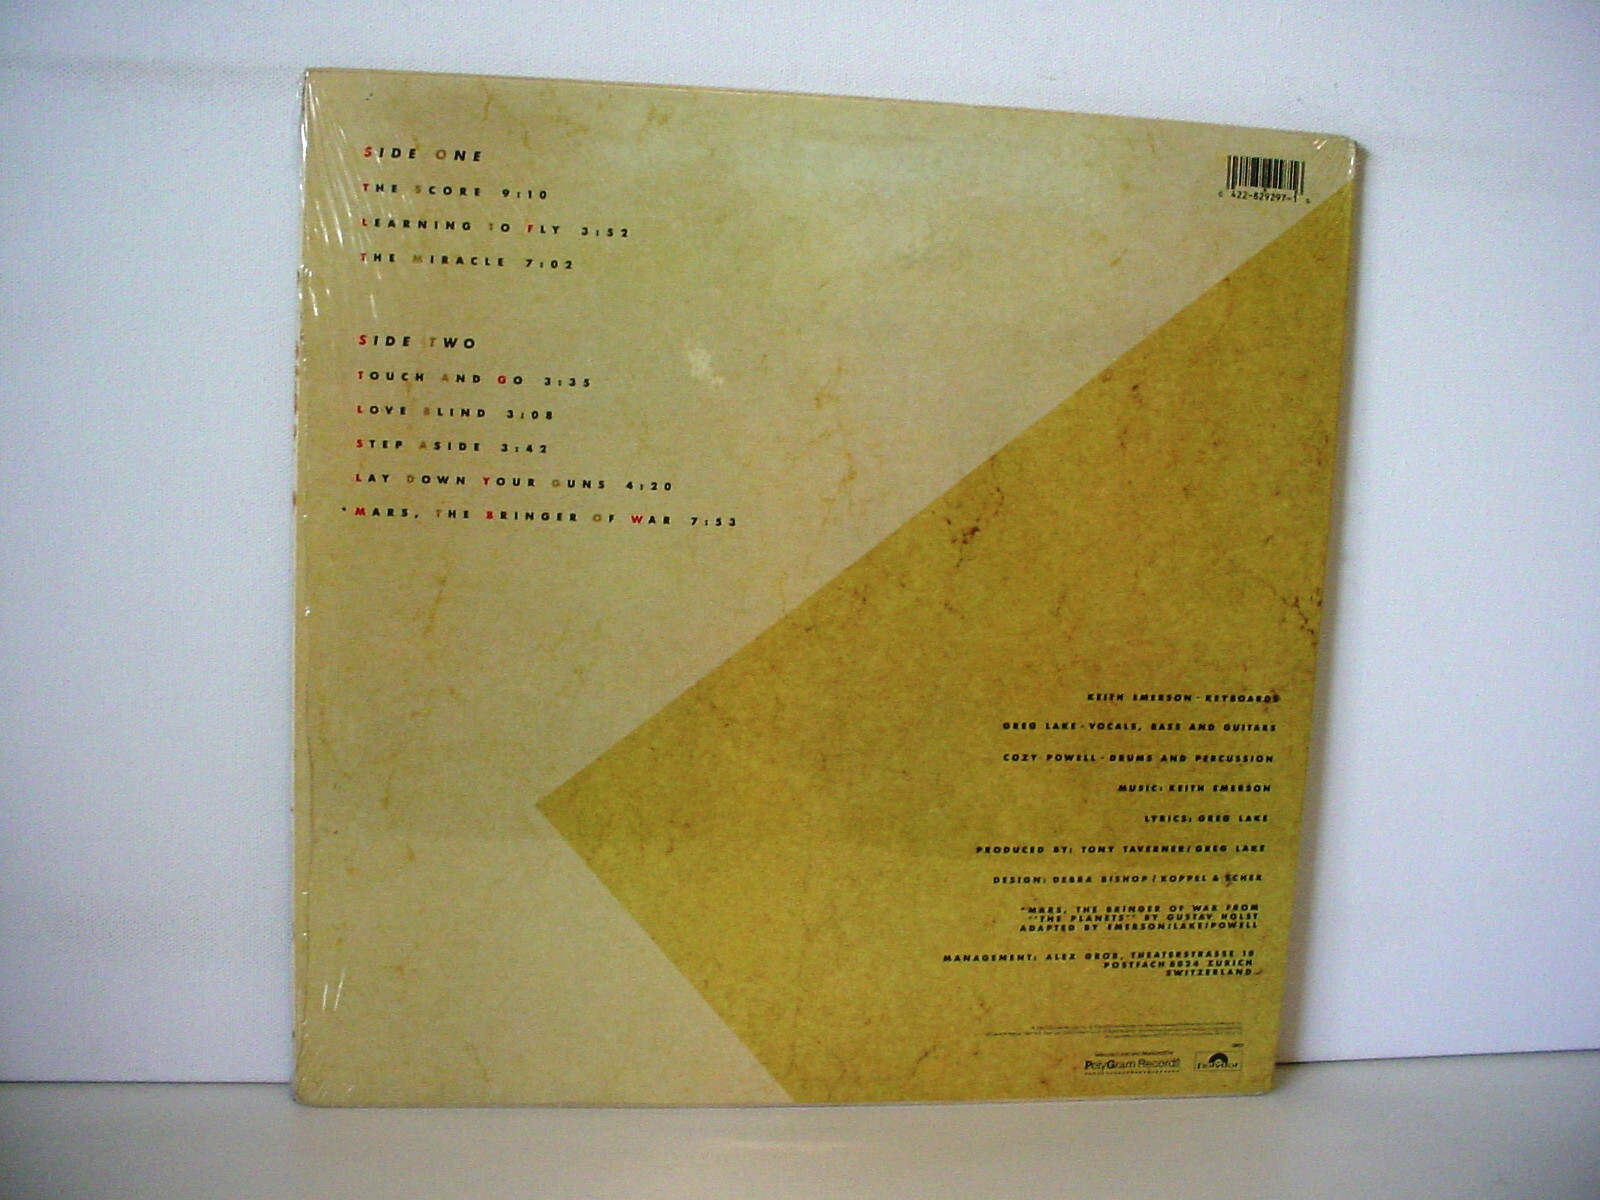 SIDE ONE
THE SCORE 9:10
LEARNING TO FLY 3:52
THE MIRACLE 7:02
SIDE TWO
TOUCH AND GO 3:35
LOVE BLIND 3:08
STEP ASIDE 3:42
LAY DOWN YOUR GUNS 4:20
*MARS, THE BRINGER OF WAR 7:53
422-829297-1
KEITH EMERSON - KEYBOARDS
GREG LAKE - VOCALS, BASS AND GUITARS
COZY POWELL - DRUMS AND PERCUSSION
MUSIC: KEITH EMERSON
LYRICS: GREG LAKE
PRODUCED BY: TONY TAVERNER/GREG LAKE
DESIGN: DEBRA BISHOP/KOPPEL & SCHER
*MARS, THE BRINGER OF WAR FROM
"THE PLANETS" BY GUSTAV HOLST
ADAPTED BY EMERSON/LAKE/POWELL
MANAGEMENT: ALEX GROB, THEATERSTRASSE 10
POSTFACH 8024 ZURICH
SWITZERLAND
PolyGram Records
Polydor